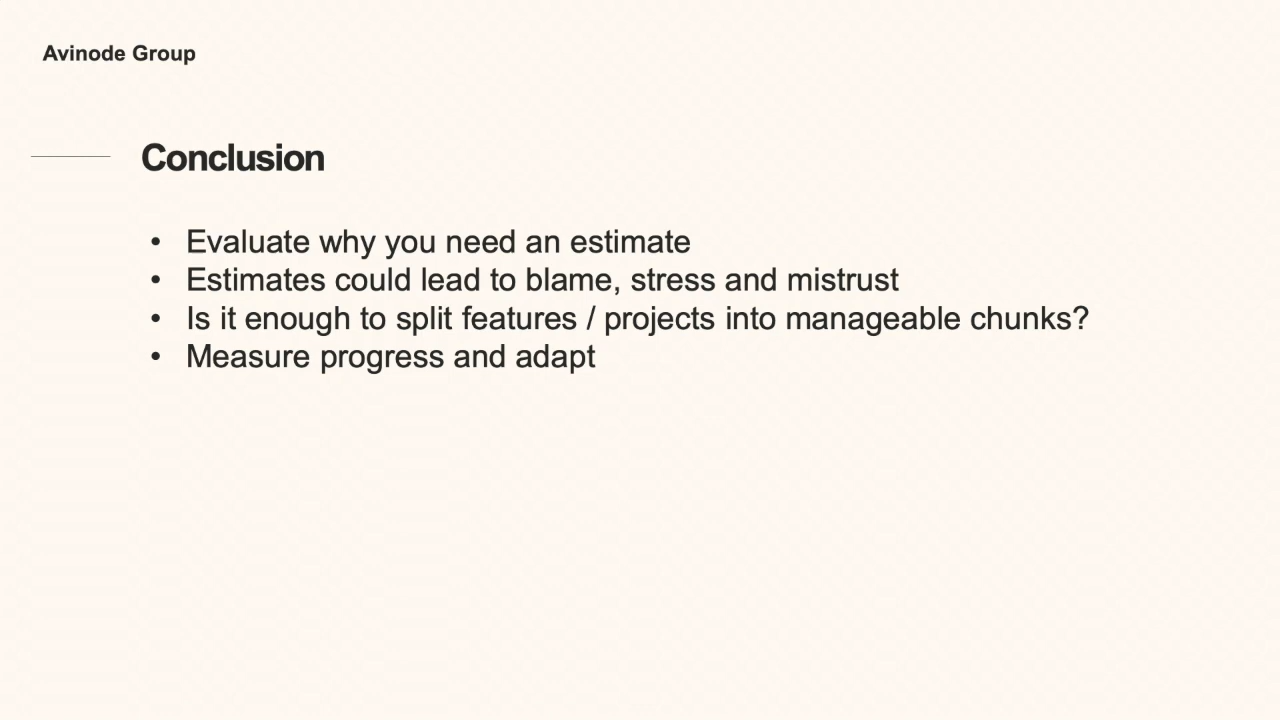 Avinode Group
Conclusion
• Evaluate why you need an estimate
• Estimates could lead to blame, stress and mistrust
• Is it enough to split features / projects into manageable chunks?
• Measure progress and adapt